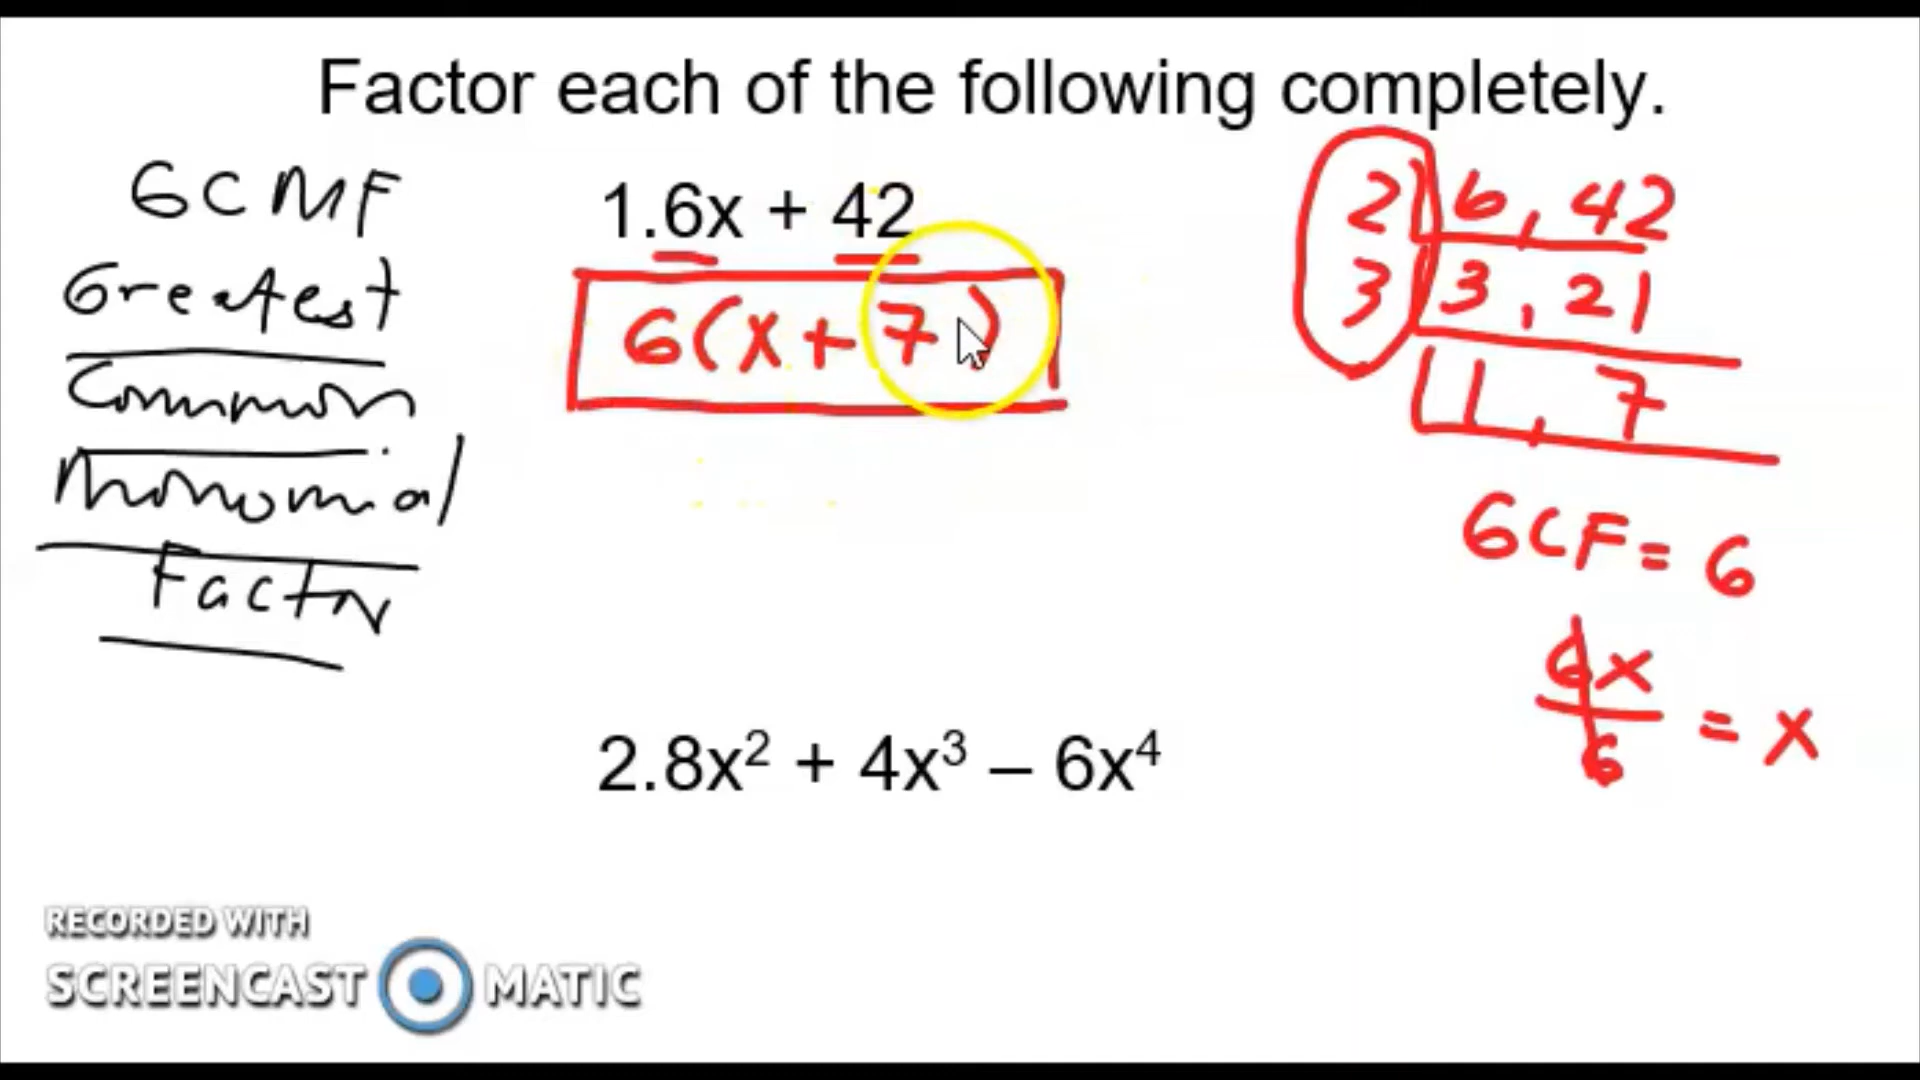 Factor each of the following completely.
GCMF
Greatest
Common
Monomial
Factor
1.6x + 42
6(x + 7)
2 6, 42
3 3, 21
1, 7
GCF = 6
6x/6 = x
2.8x² + 4x³ – 6x⁴
RECORDED WITH
SCREENCAST MATIC